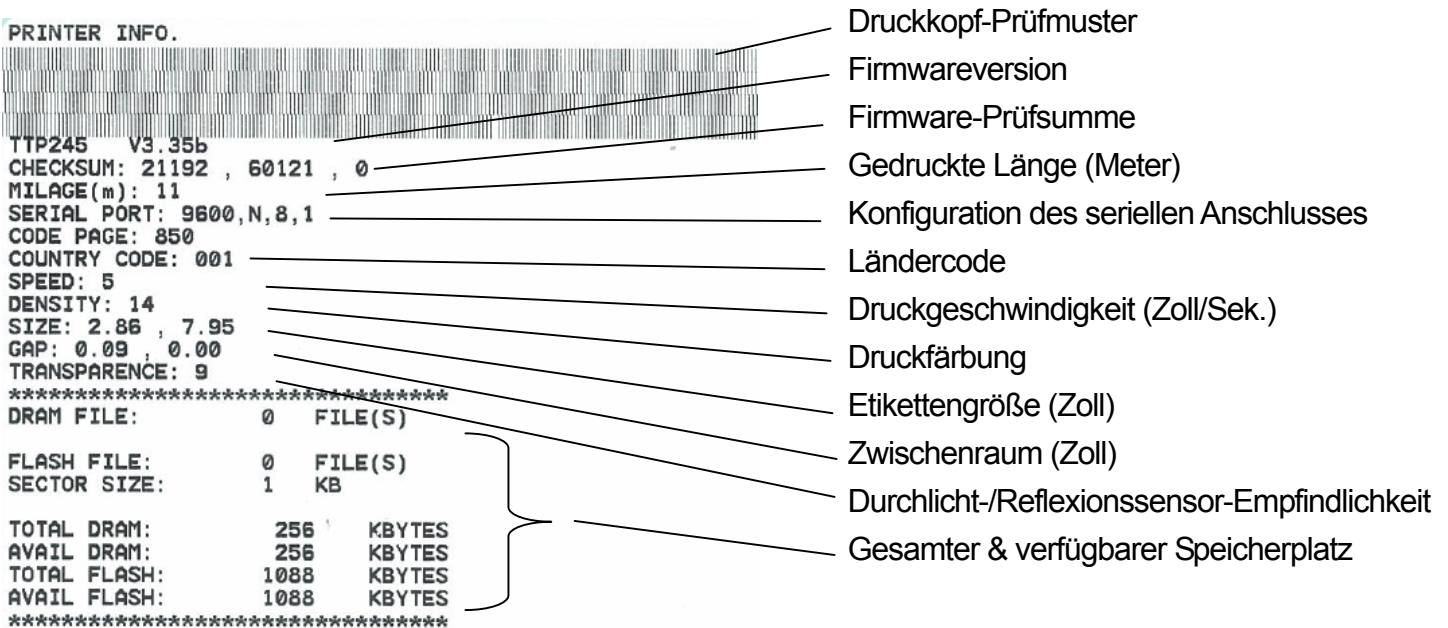 PRINTER INFO.
TTP245 V3.35b
CHECKSUM: 21192 , 60121 , 0
MILAGE(m): 11
SERIAL PORT: 9600,N,8,1
CODE PAGE: 850
COUNTRY CODE: 001
SPEED: 5
DENSITY: 14
SIZE: 2.86 , 7.95
GAP: 0.09 , 0.00
TRANSPARENCE: 9
*********************************
DRAM FILE: 0 FILE(S)
FLASH FILE: 0 FILE(S)
SECTOR SIZE: 1 KB
TOTAL DRAM: 256 KBYTES
AVAIL DRAM: 256 KBYTES
TOTAL FLASH: 1088 KBYTES
AVAIL FLASH: 1088 KBYTES
*********************************
Druckkopf-Prüfmuster
Firmwareversion
Firmware-Prüfsumme
Gedruckte Länge (Meter)
Konfiguration des seriellen Anschlusses
Ländercode
Druckgeschwindigkeit (Zoll/Sek.)
Druckfärbung
Etikettengröße (Zoll)
Zwischenraum (Zoll)
Durchlicht-/Reflexionssensor-Empfindlichkeit
Gesamter & verfügbarer Speicherplatz